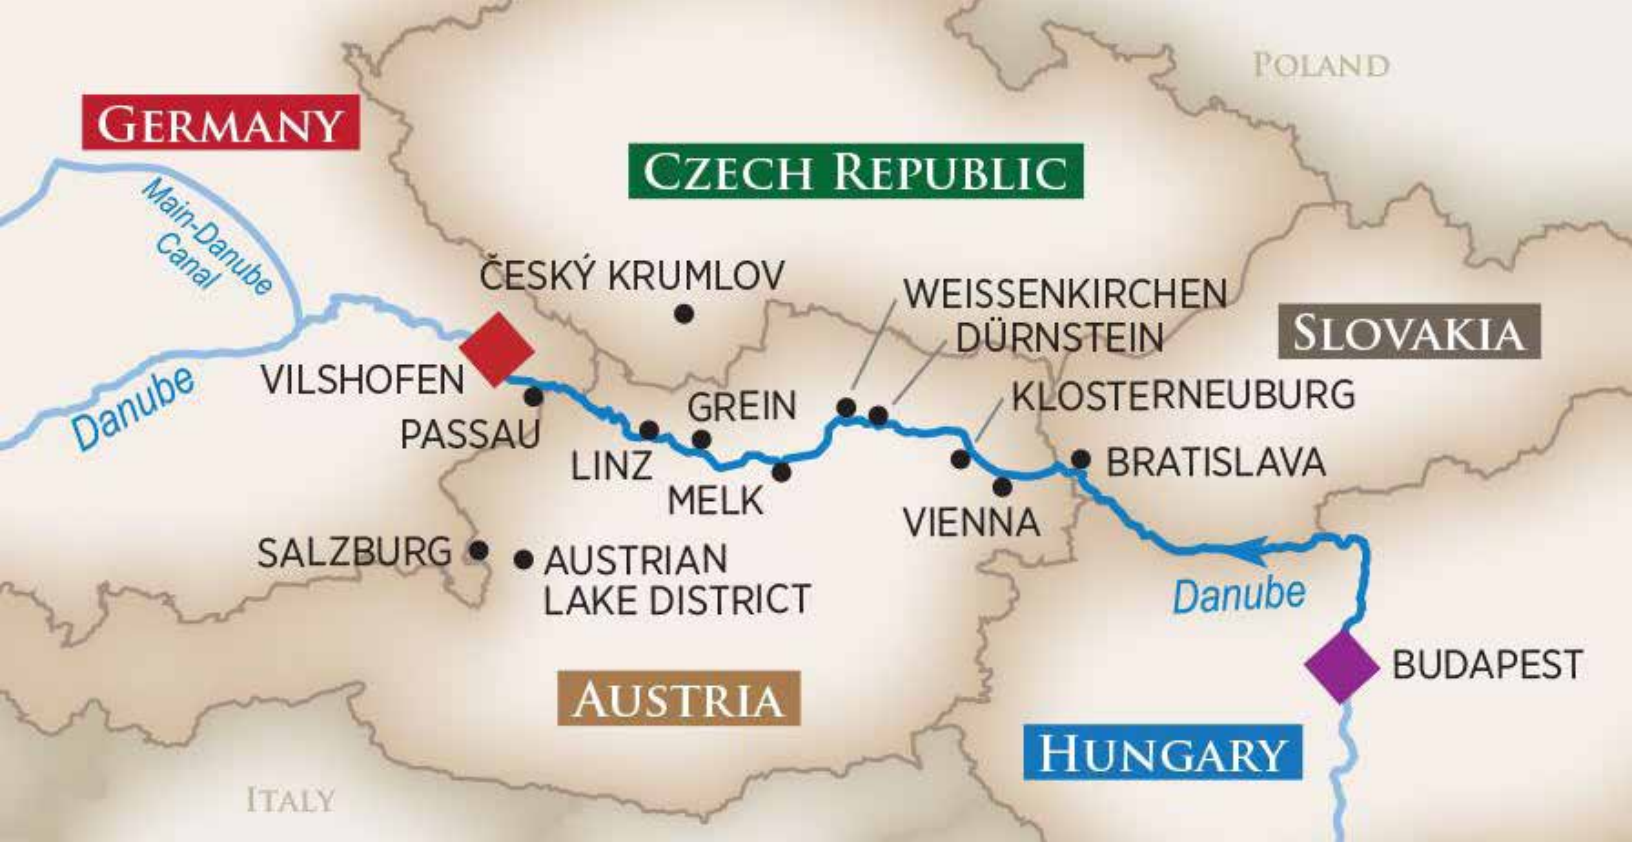 POLAND
GERMANY
CZECH REPUBLIC
Main-Danube
Canal
ČESKÝ KRUMLOV
WEISSENKIRCHEN
DÜRNSTEIN
SLOVAKIA
VILSHOFEN
Danube
GREIN
KLOSTERNEUBURG
PASSAU
LINZ
BRATISLAVA
MELK
VIENNA
SALZBURG
AUSTRIAN
LAKE DISTRICT
Danube
BUDAPEST
AUSTRIA
HUNGARY
ITALY